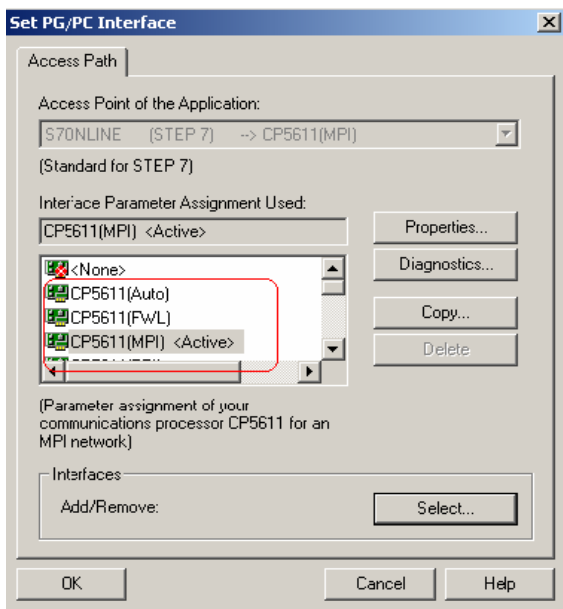 Set PG/PC Interface
Access Path
Access Point of the Application:
S7ONLINE (STEP 7) --> CP5611(MPI)
(Standard for STEP 7)
Interface Parameter Assignment Used:
CP5611(MPI) <Active>
Properties...
Diagnostics...
<None>
CP5611(Auto)
CP5611(FWL)
CP5611(MPI) <Active>
Copy...
Delete
(Parameter assignment of your
communications processor CP5611 for an
MPI network)
Interfaces
Add/Remove:
Select...
OK
Cancel
Help